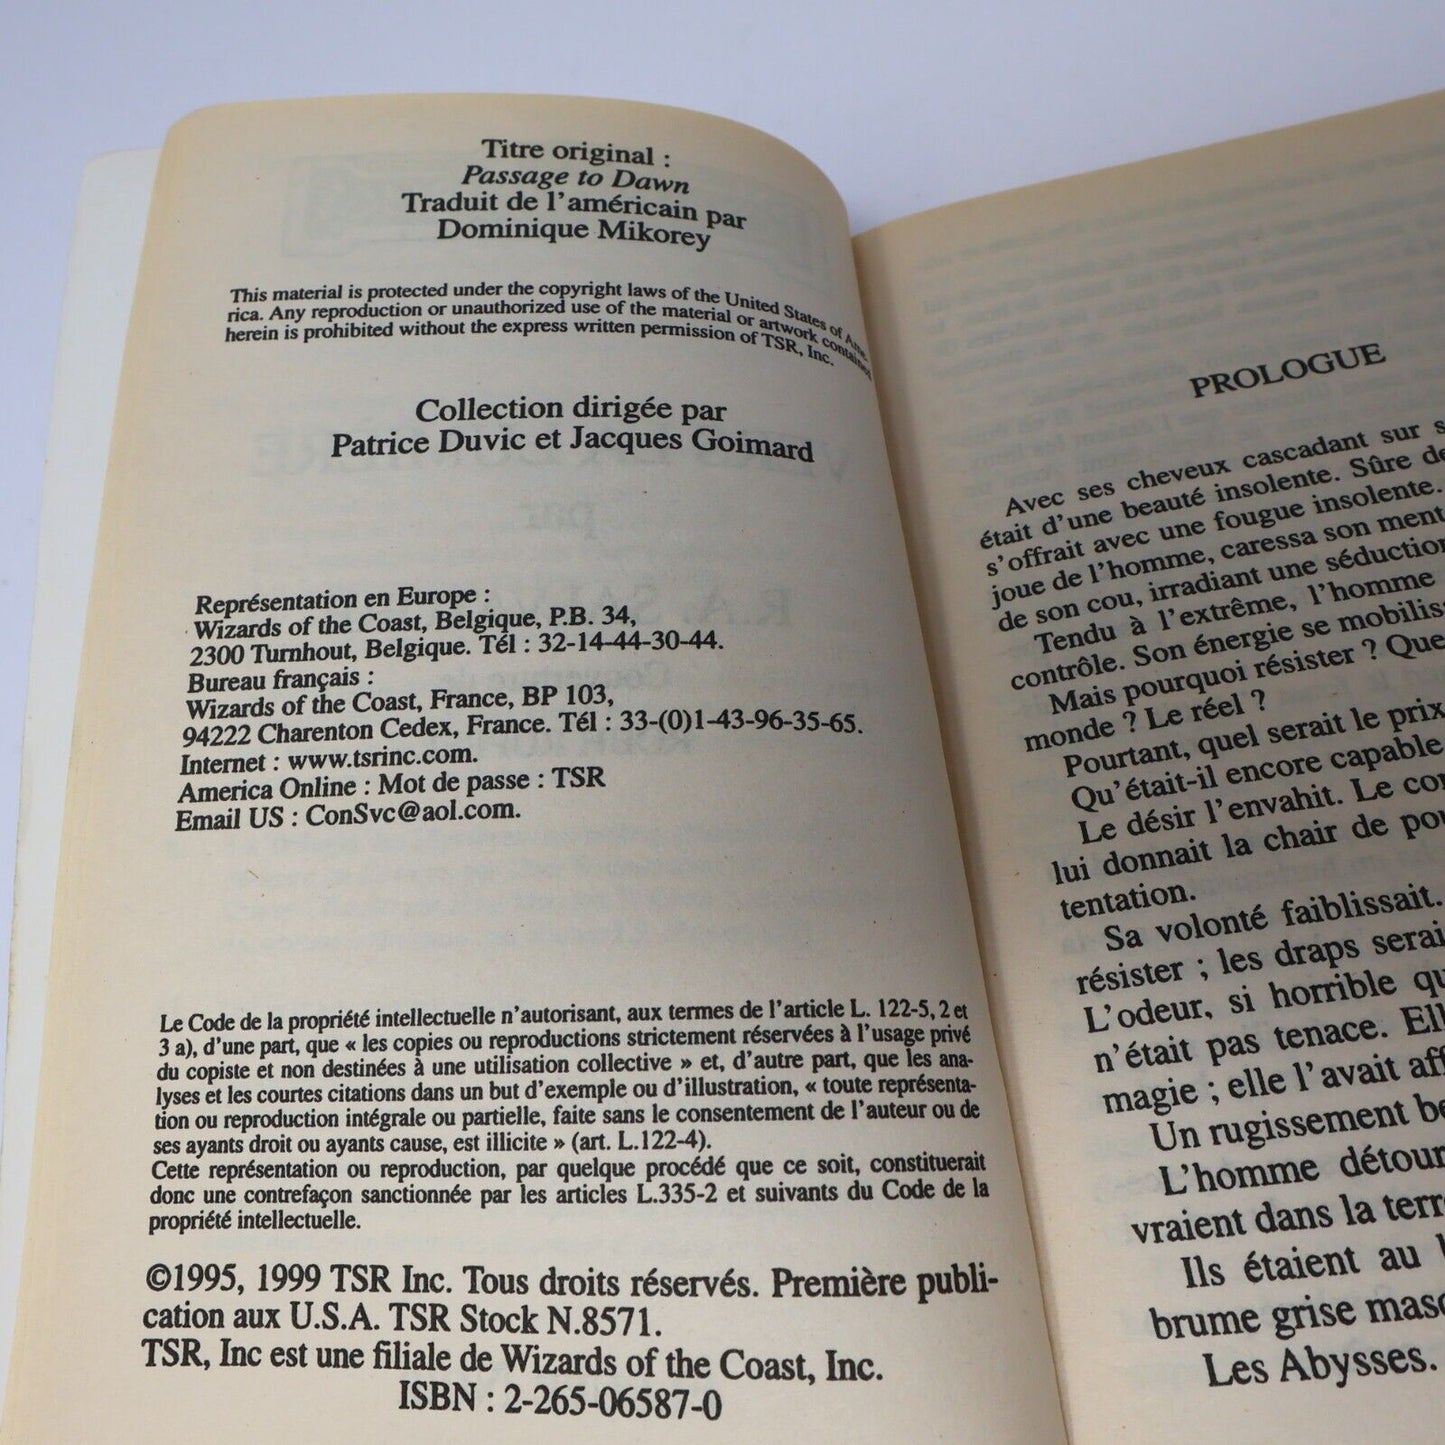 Titre original :
Passage to Dawn
Traduit de l'américain par
Dominique Mikorey
This material is protected under the copyright laws of the United States of Ame-
rica. Any reproduction or unauthorized use of the material or artwork contained
herein is prohibited without the express written permission of TSR, Inc.
Collection dirigée par
Patrice Duvic et Jacques Goimard
Représentation en Europe :
Wizards of the Coast, Belgique, P.B. 34,
2300 Turnhout, Belgique. Tél : 32-14-44-30-44.
Bureau français :
Wizards of the Coast, France, BP 103,
94222 Charenton Cedex, France. Tél : 33-(0)1-43-96-35-65.
Internet : www.tsrinc.com.
America Online : Mot de passe : TSR
Email US : ConSvc@aol.com.
Le Code de la propriété intellectuelle n'autorisant, aux termes de l'article L. 122-5, 2 et
3 a), d'une part, que « les copies ou reproductions strictement réservées à l'usage privé
du copiste et non destinées à une utilisation collective » et, d'autre part, que les ana-
lyses et les courtes citations dans un but d'exemple ou d'illustration, « toute représenta-
tion ou reproduction intégrale ou partielle, faite sans le consentement de l'auteur ou de
ses ayants droit ou ayants cause, est illicite » (art. L.122-4).
Cette représentation ou reproduction, par quelque procédé que ce soit, constituerait
donc une contrefaçon sanctionnée par les articles L.335-2 et suivants du Code de la
propriété intellectuelle.
©1995, 1999 TSR Inc. Tous droits réservés. Première publi-
cation aux U.S.A. TSR Stock N.8571.
TSR, Inc est une filiale de Wizards of the Coast, Inc.
ISBN : 2-265-06587-0
PROLOGUE
Avec ses cheveux cascadant sur
était d'une beauté insolente. Sûre de
s'offrait avec une fougue insolente.
joue de l'homme, caressa son
de son cou, irradiant une
Tendu à l'extrême, l'homme
contrôle. Son énergie se
Mais pourquoi résister ?
monde ? Le réel ?
Pourtant, quel serait le prix
Qu'était-il encore capable
Le désir l'envahit. Le
lui donnait la chair de
tentation.
Sa volonté faiblissait.
résister ; les draps
L'odeur, si horrible
n'était pas tenace.
magie ; elle l'avait
Un rugissement
L'homme
vraient dans la
Ils étaient au
brume grise
Les Abysses.